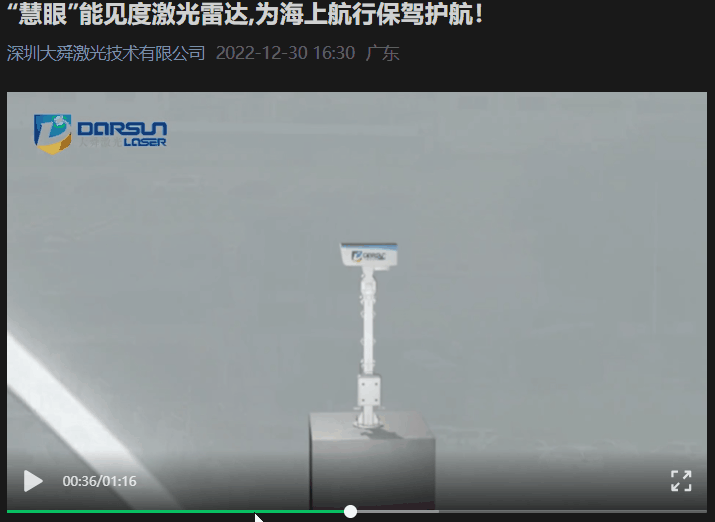 “慧眼”能见度激光雷达,为海上航行保驾护航！
深圳大舜激光技术有限公司 2022-12-30 16:30 广东
DARSUN
LASER
00:36/01:16